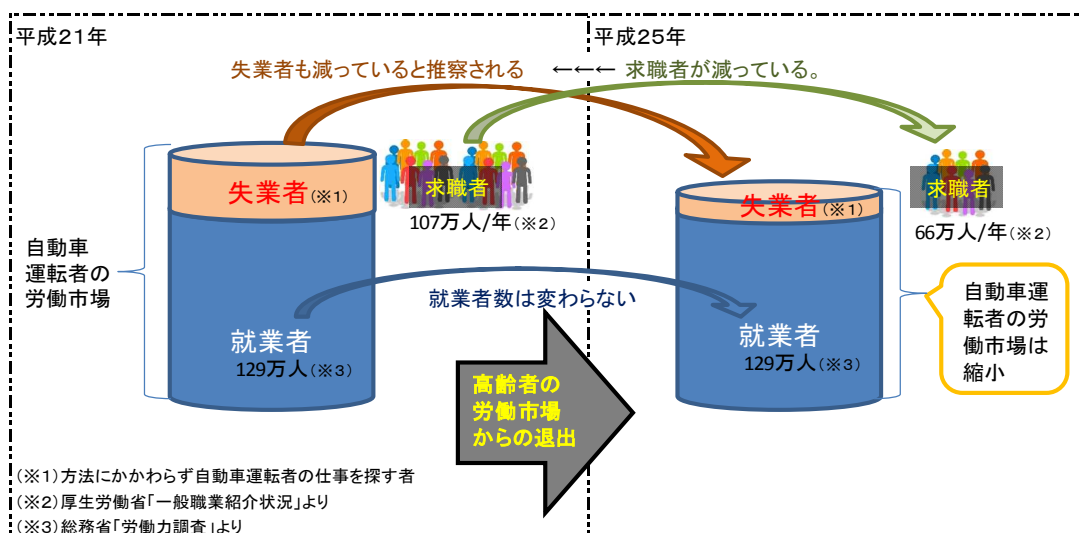 平成21年
平成25年
失業者も減っていると推察される ←←← 求職者が減っている。
失業者(※1)
求職者
107万人/年(※2)
失業者(※1)
求職者
66万人/年(※2)
自動車
運転者の
労働市場
就業者数は変わらない
就業者
129万人(※3)
就業者
129万人(※3)
自動車運
転者の労
働市場は
縮小
高齢者の
労働市場
からの退出
(※1)方法にかかわらず自動車運転者の仕事を探す者
(※2)厚生労働省「一般職業紹介状況」より
(※3)総務省「労働力調査」より